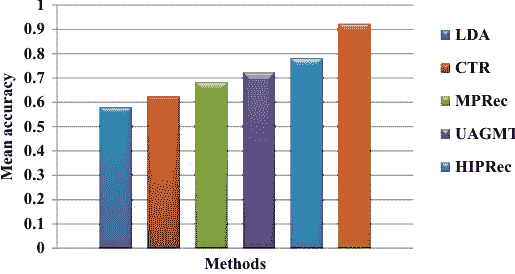 1
0.9
0.8
0.7
0.6
0.5
0.4
0.3
0.2
0.1
0
Mean accuracy
Methods
LDA
CTR
MPRec
UAGMT
HIPRec